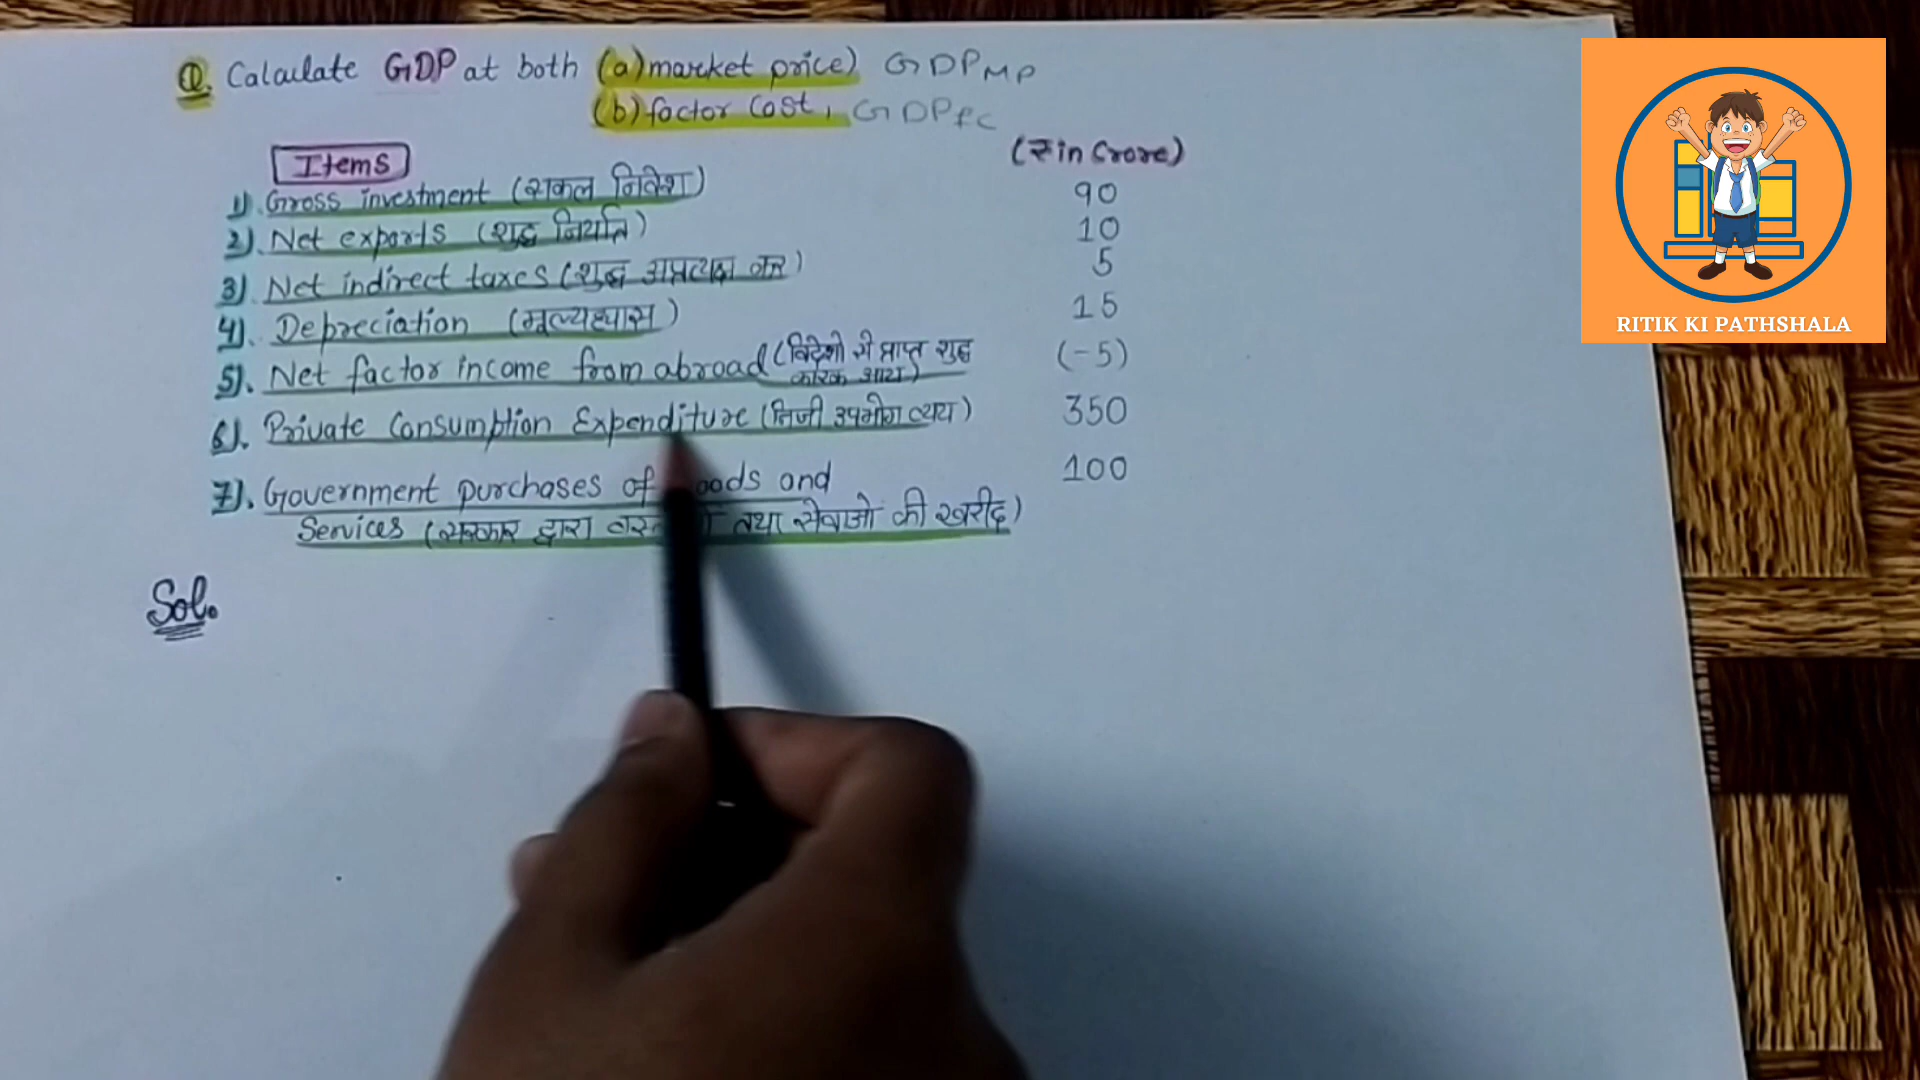 Q. Calculate GDP at both (a) market price) GDPMP
(b) factor Cost, GDPfc
Items
(₹ in Crore)
1). Gross investment (सकल निवेश) 90
2). Net exports (शुद्ध निर्यात) 10
3). Net indirect taxes (शुद्ध अप्रत्यक्ष कर) 5
4). Depreciation (मूल्यह्रास) 15
5). Net factor income from abroad (विदेशो से प्राप्त शुद्ध (-5)
कारक आय)
6). Private Consumption Expenditure (निजी उपभोग व्यय) 350
7). Government purchases of and 100
Services (सरकार द्वारा तथा सेवाओ की खरीद)
Sol.
RITIK KI PATHSHALA